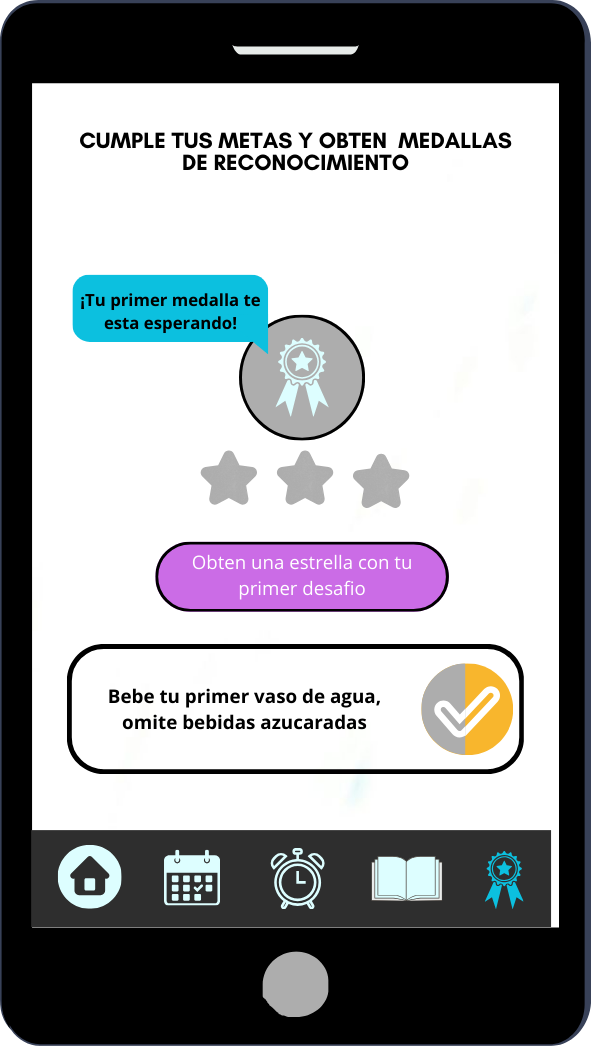 CUMPLE TUS METAS Y OBTEN MEDALLAS
DE RECONOCIMIENTO
¡Tu primer medalla te
esta esperando!
Obten una estrella con tu
primer desafio
Bebe tu primer vaso de agua,
omite bebidas azucaradas